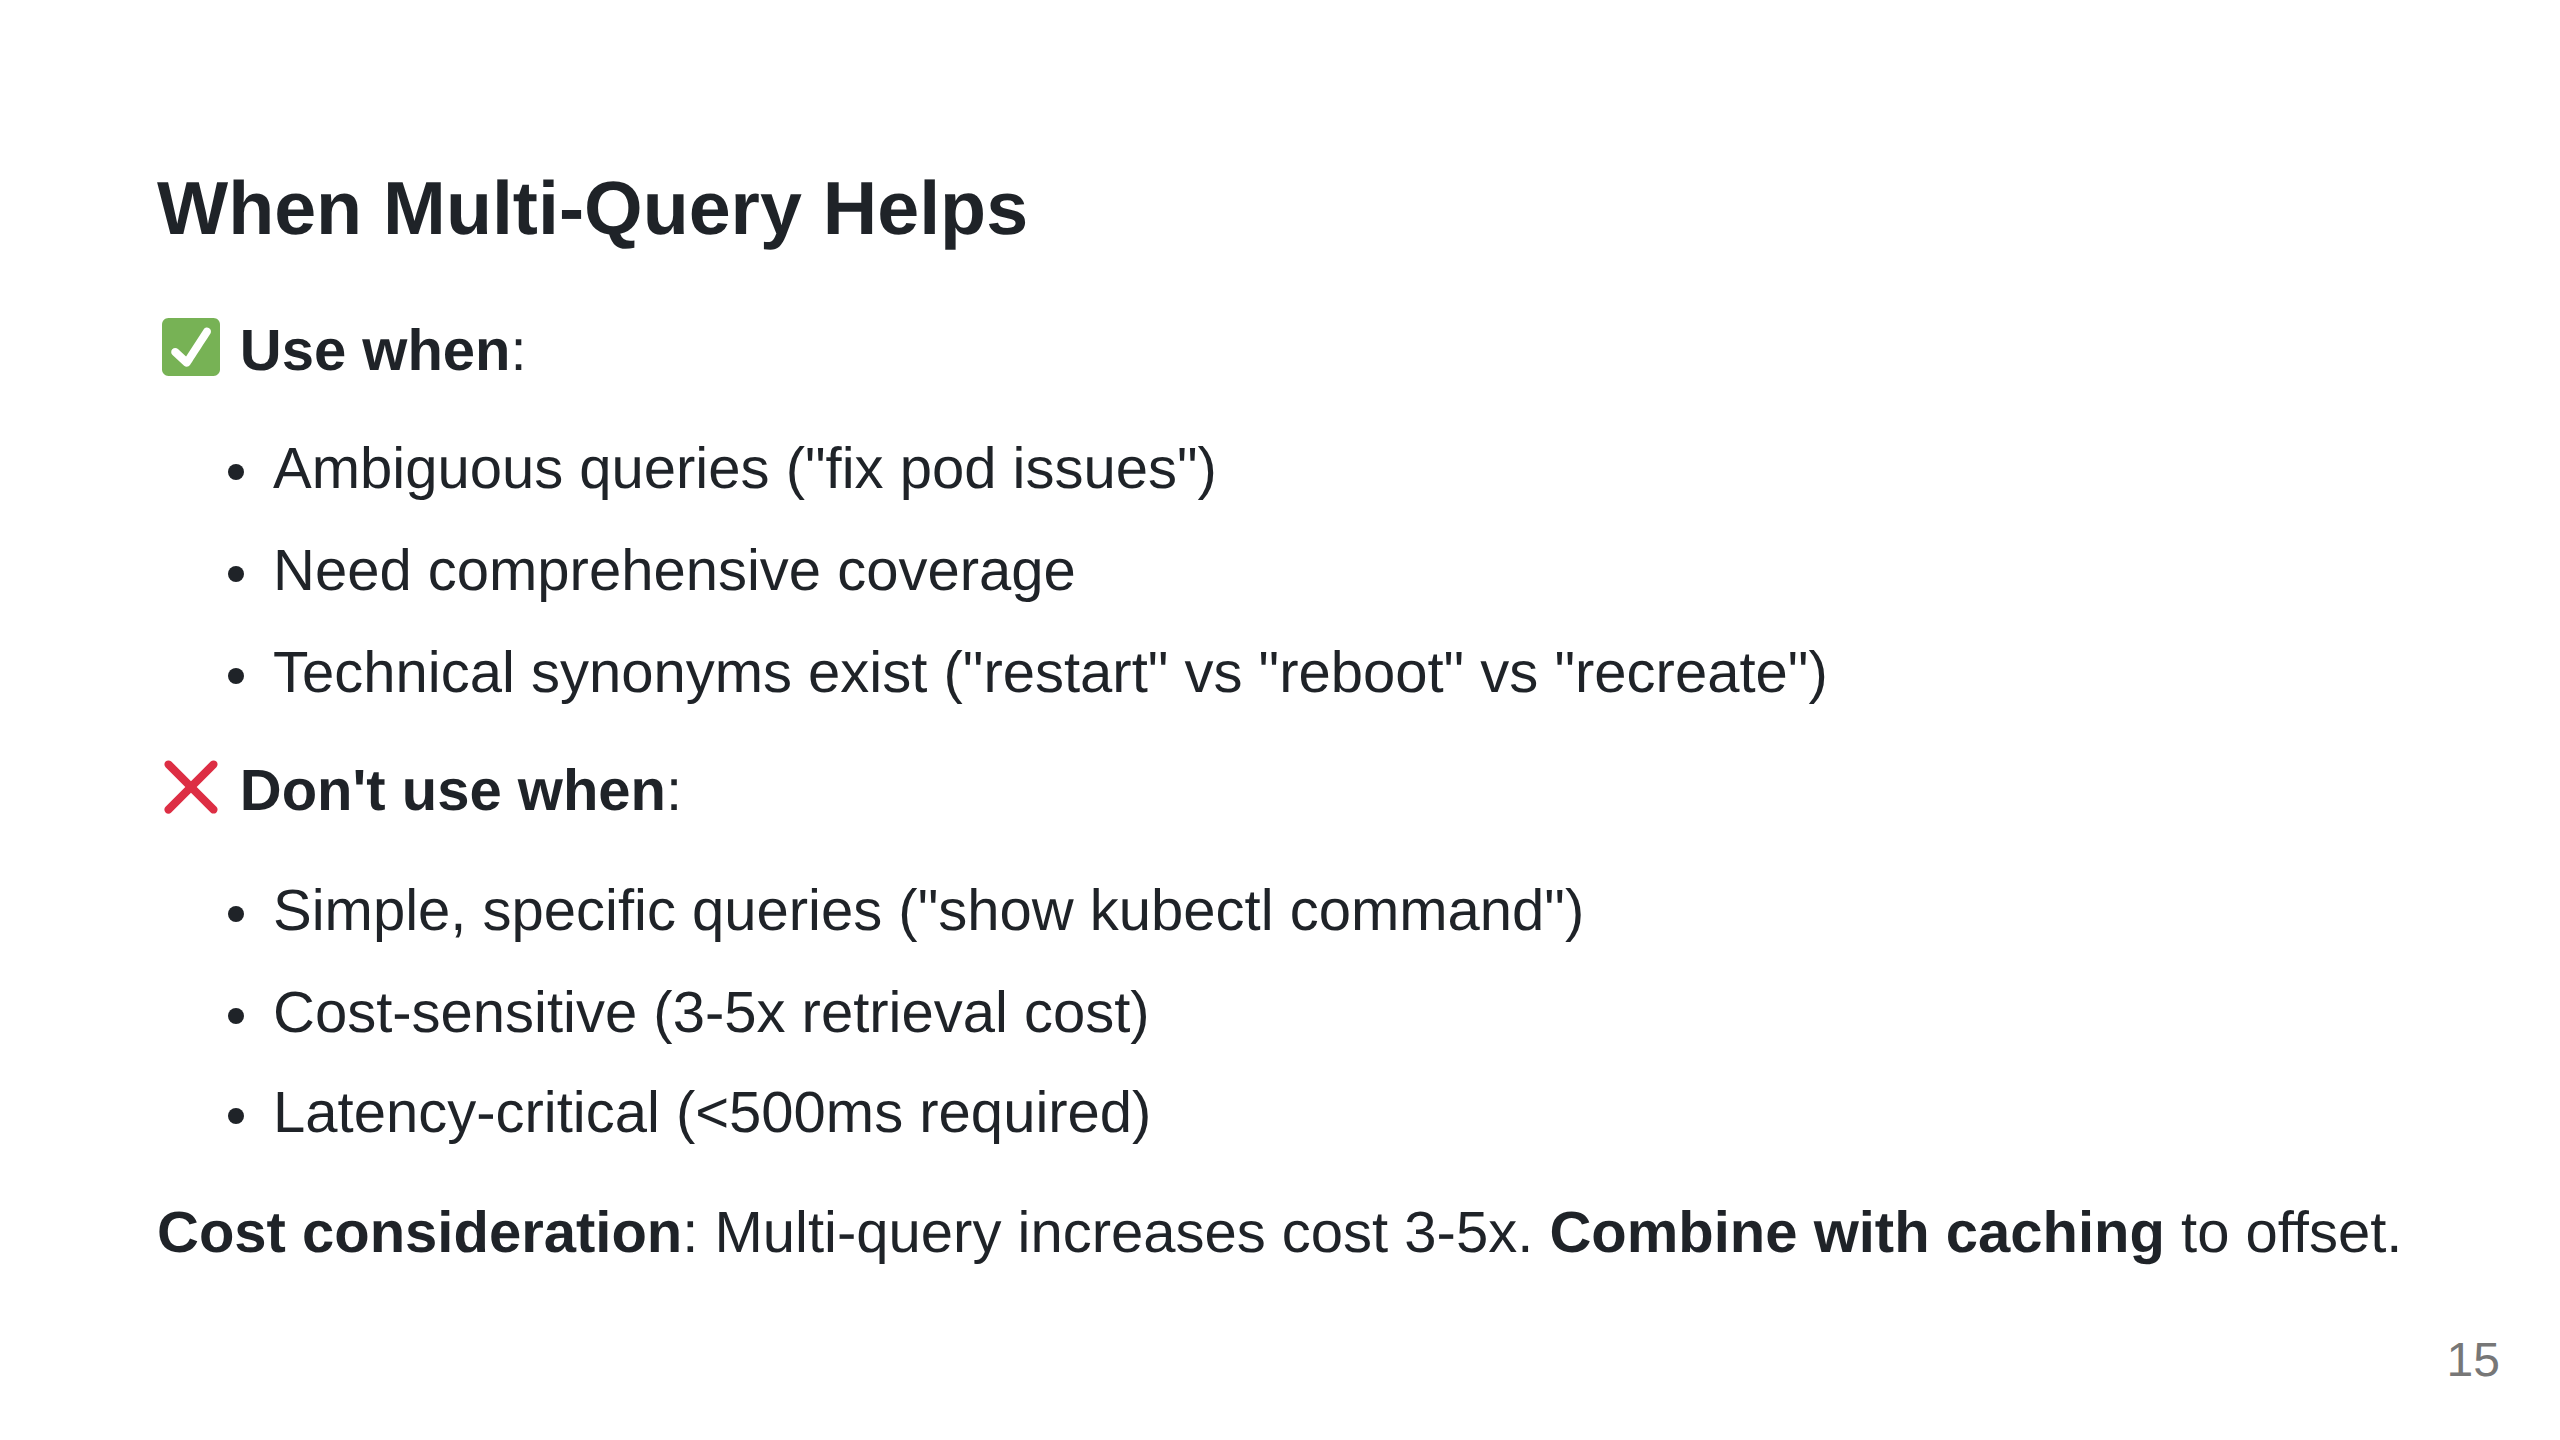 When Multi-Query Helps
✅ Use when:
• Ambiguous queries ("fix pod issues")
• Need comprehensive coverage
• Technical synonyms exist ("restart" vs "reboot" vs "recreate")
❌ Don't use when:
• Simple, specific queries ("show kubectl command")
• Cost-sensitive (3-5x retrieval cost)
• Latency-critical (<500ms required)
Cost consideration: Multi-query increases cost 3-5x. Combine with caching to offset.
15